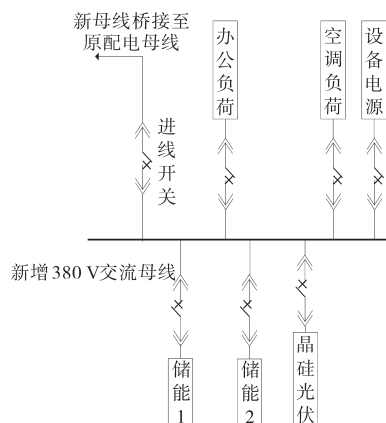 新母线桥接至
原配电母线
办公负荷
空调负荷
设备电源
进线开关
新增380 V交流母线
储能1
储能2
晶硅光伏